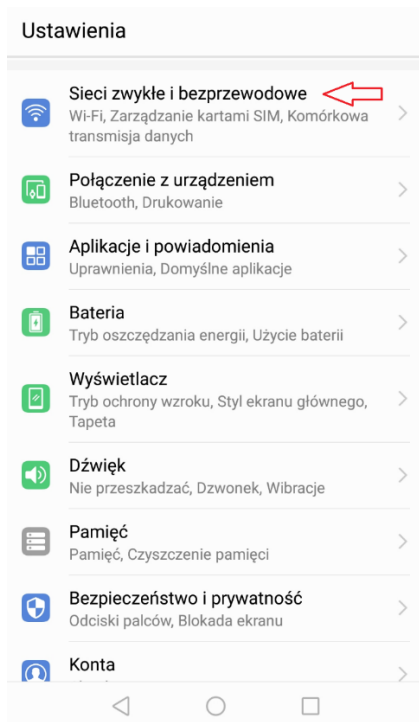 Ustawienia
Sieci zwykłe i bezprzewodowe
Wi-Fi, Zarządzanie kartami SIM, Komórkowa
transmisja danych
Połączenie z urządzeniem
Bluetooth, Drukowanie
Aplikacje i powiadomienia
Uprawnienia, Domyślne aplikacje
Bateria
Tryb oszczędzania energii, Użycie baterii
Wyświetlacz
Tryb ochrony wzroku, Styl ekranu głównego,
Tapeta
Dźwięk
Nie przeszkadzać, Dzwonek, Wibracje
Pamięć
Pamięć, Czyszczenie pamięci
Bezpieczeństwo i prywatność
Odciski palców, Blokada ekranu
Konta